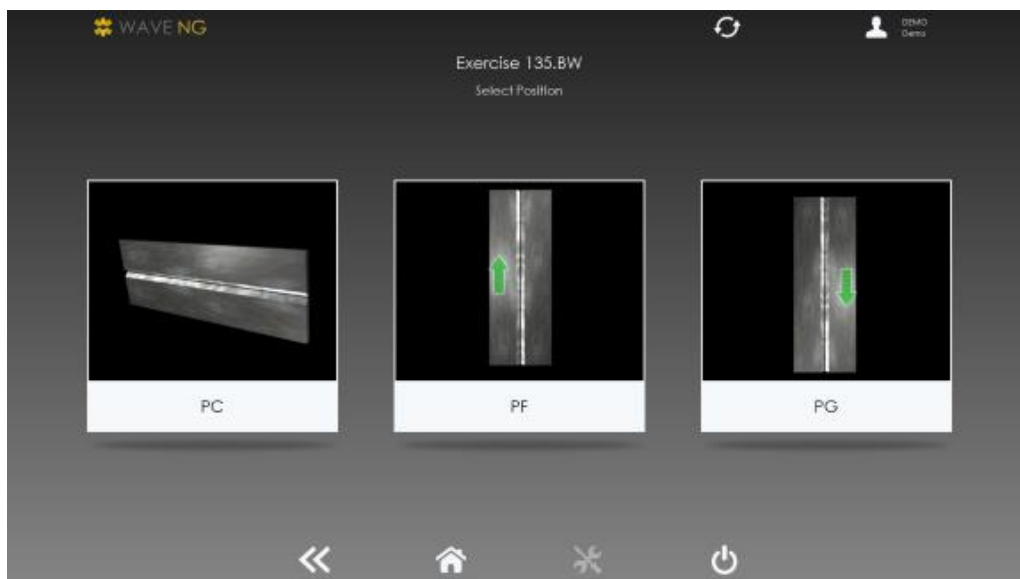 WAVE NG
DEMO
Demo
Exercise 135.BW
Select Position
PC
PF
PG